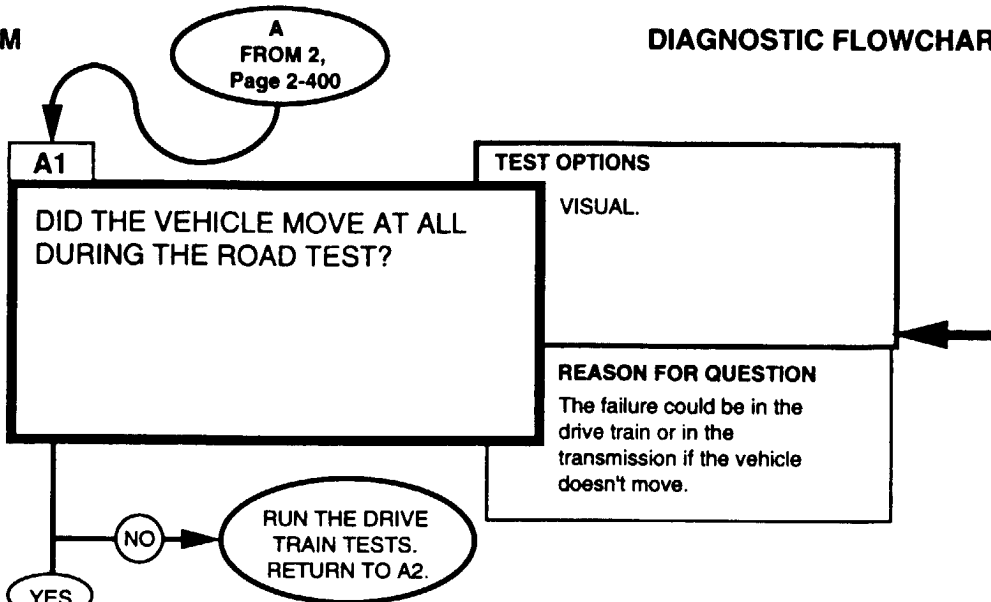 M
DIAGNOSTIC FLOWCHAR
A
FROM 2,
Page 2-400
A1
DID THE VEHICLE MOVE AT ALL
DURING THE ROAD TEST?
TEST OPTIONS
VISUAL.
REASON FOR QUESTION
The failure could be in the
drive train or in the
transmission if the vehicle
doesn't move.
NO
RUN THE DRIVE
TRAIN TESTS.
RETURN TO A2.
YES